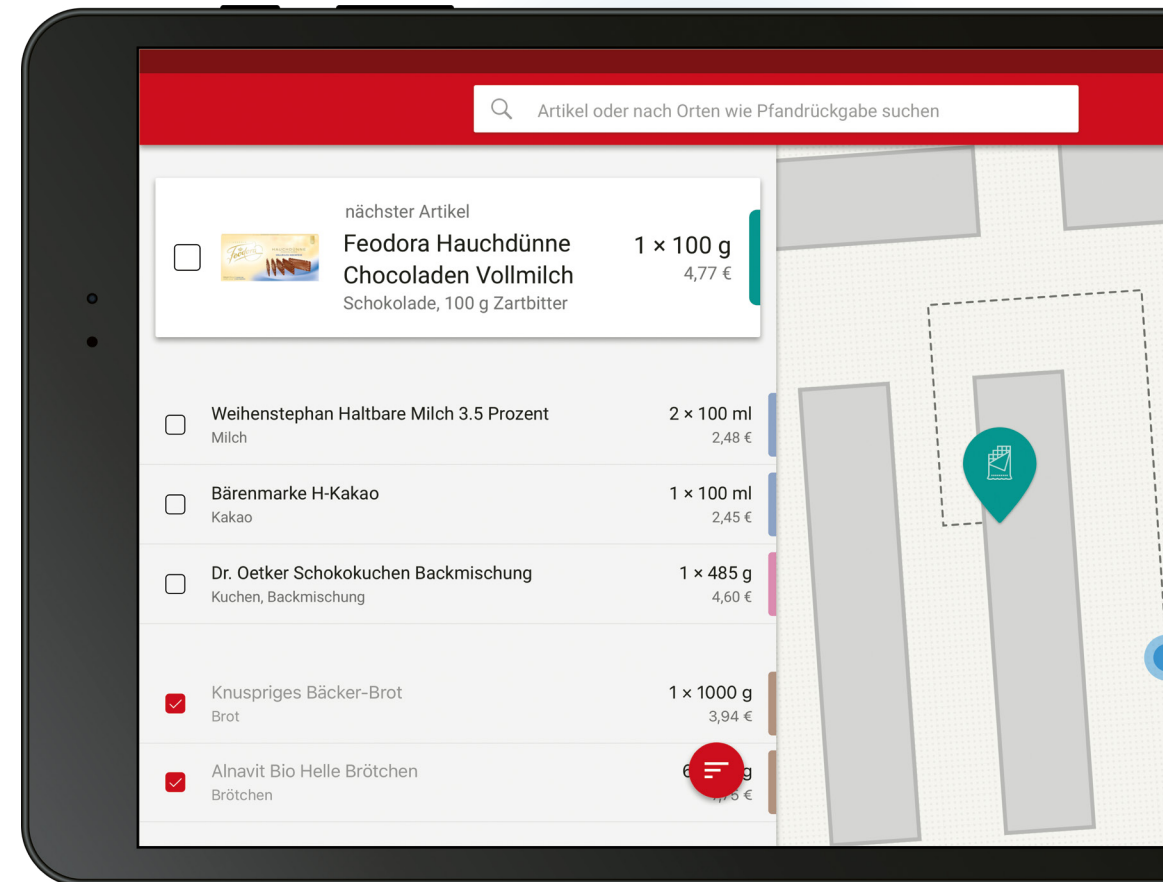 Artikel oder nach Orten wie Pfandrückgabe suchen
nächster Artikel
Feodora Hauchdünne
Chocoladen Vollmilch
Schokolade, 100 g Zartbitter
1 × 100 g
4,77 €
Feodora
Weihenstephan Haltbare Milch 3.5 Prozent
2 × 100 ml
Milch
2,48 €
Bärenmarke H-Kakao
1 × 100 ml
Kakao
2,45 €
Dr. Oetker Schokokuchen Backmischung
1 × 485 g
Kuchen, Backmischung
4,60 €
Knuspriges Bäcker-Brot
1 × 1000 g
Brot
3,94 €
Alnavit Bio Helle Brötchen
6 g
Brötchen
€